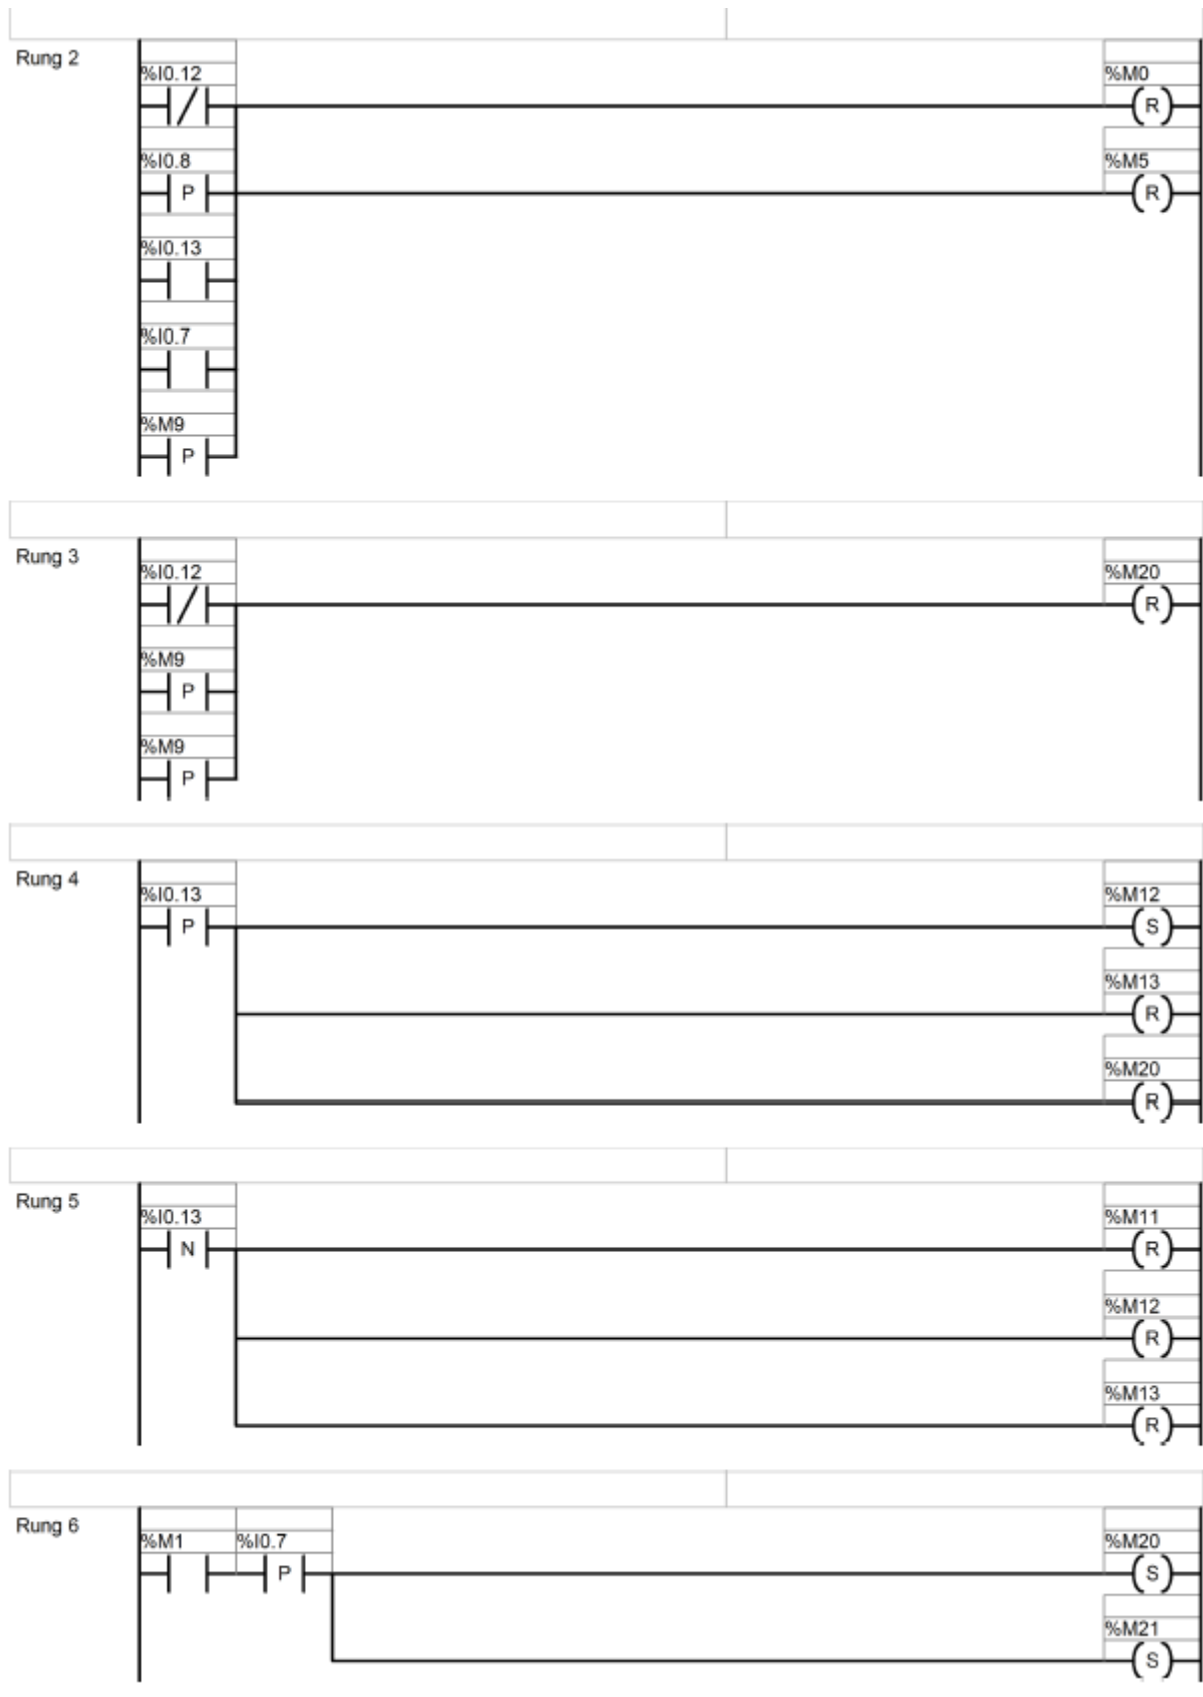 Rung 2
%I0.12 %M0
/ R
%I0.8 %M5
P R
%I0.13
%I0.7
%M9
P
Rung 3
%I0.12 %M20
/ R
%M9
P
%M9
P
Rung 4
%I0.13 %M12
P S
%M13
R
%M20
R
Rung 5
%I0.13 %M11
N R
%M12
R
%M13
R
Rung 6
%M1 %I0.7 %M20
P S
%M21
S